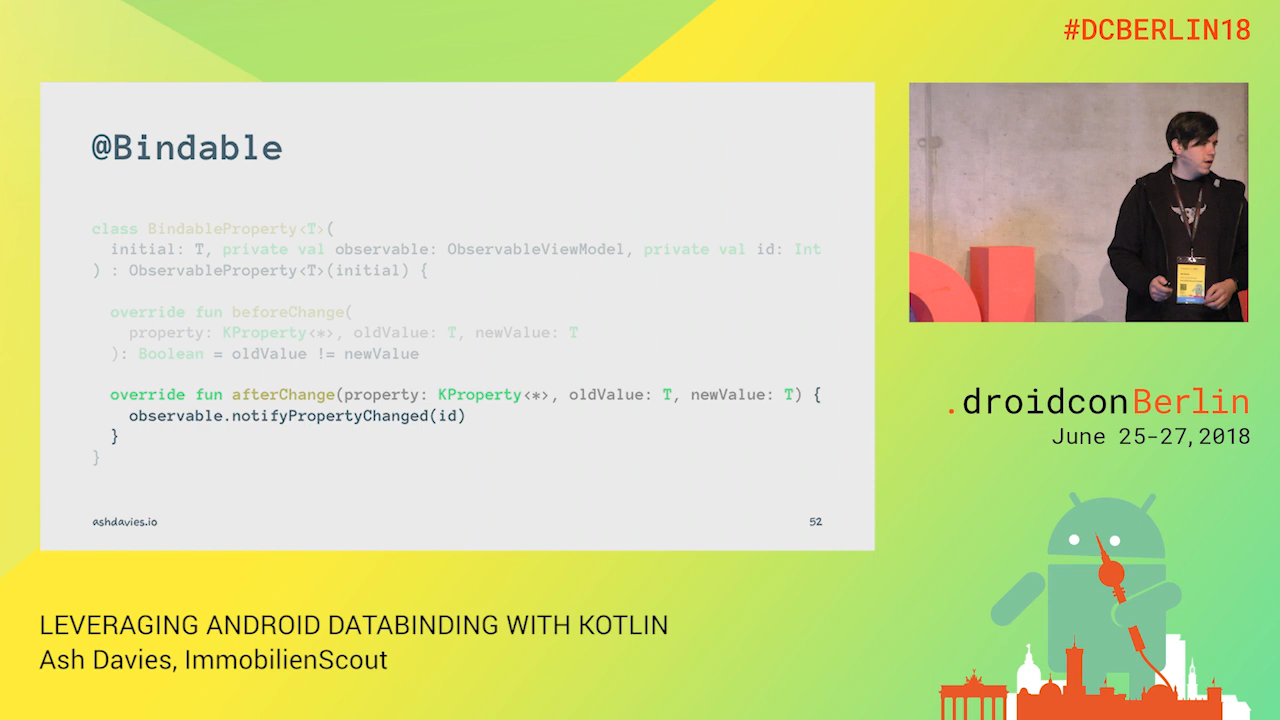 #DCBERLIN18
@Bindable
class BindableProperty<T>(
initial: T, private val observable: ObservableViewModel, private val id: Int
) : ObservableProperty<T>(initial) {
override fun beforeChange(
property: KProperty<*>, oldValue: T, newValue: T
): Boolean = oldValue != newValue
override fun afterChange(property: KProperty<*>, oldValue: T, newValue: T) {
observable.notifyPropertyChanged(id)
}
}
ashdavies.io
52
.droidconBerlin
June 25-27, 2018
LEVERAGING ANDROID DATABINDING WITH KOTLIN
Ash Davies, ImmobilienScout